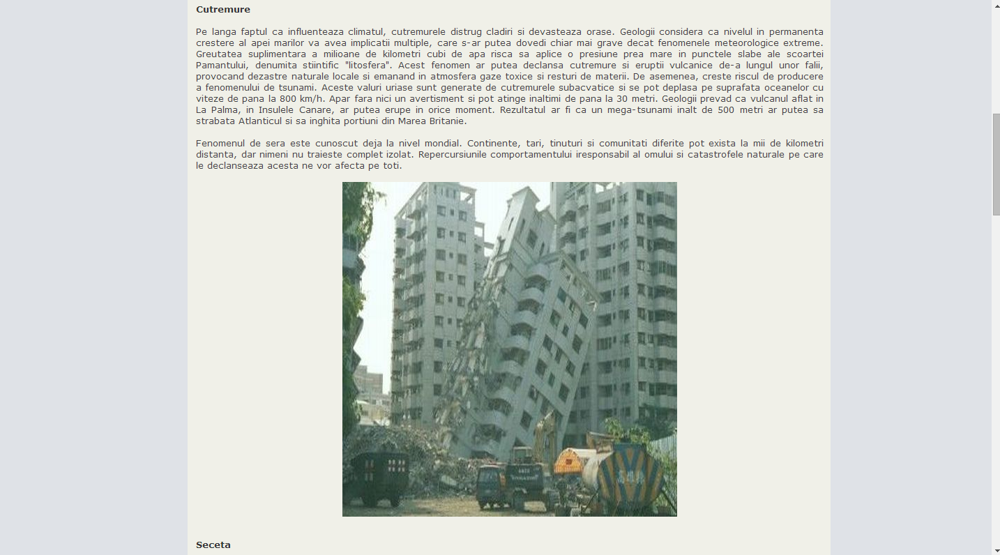 Cutremure
Pe langa faptul ca influenteaza climatul, cutremurele distrug cladiri si devasteaza orase. Geologii considera ca nivelul in permanenta
crestere al apei marilor va avea implicatii multiple, care s-ar putea dovedi chiar mai grave decat fenomenele meteorologice extreme.
Greutatea suplimentara a milioane de kilometri cubi de apa risca sa aplice o presiune prea mare in punctele slabe ale scoartei
Pamantului, denumita stiintific "litosfera". Acest fenomen ar putea declansa cutremure si eruptii vulcanice de-a lungul unor falii,
provocand dezastre naturale locale si emanand in atmosfera gaze toxice si resturi de materii. De asemenea, creste riscul de producere
a fenomenului de tsunami. Aceste valuri uriase sunt generate de cutremurele subacvatice si se pot deplasa pe suprafata oceanelor cu
viteze de pana la 800 km/h. Apar fara nici un avertisment si pot atinge inaltimi de pana la 30 metri. Geologii prevad ca vulcanul aflat in
La Palma, in Insulele Canare, ar putea erupe in orice moment. Rezultatul ar fi ca un mega-tsunami inalt de 500 metri ar putea sa
strabata Atlanticul si sa inghita portiuni din Marea Britanie.
Fenomenul de sera este cunoscut deja la nivel mondial. Continente, tari, tinuturi si comunitati diferite pot exista la mii de kilometri
distanta, dar nimeni nu traieste complet izolat. Repercursiunile comportamentului iresponsabil al omului si catastrofele naturale pe care
le declanseaza acesta ne vor afecta pe toti.
Seceta